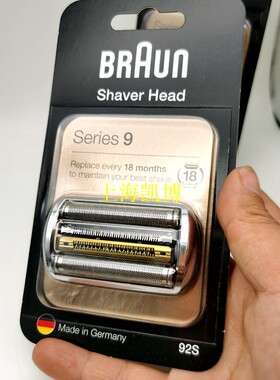 BRAUN
Shaver Head
Series 9
Replace every 18 months
to maintain your best shave
18
上海凯博
Made in Germany
92S